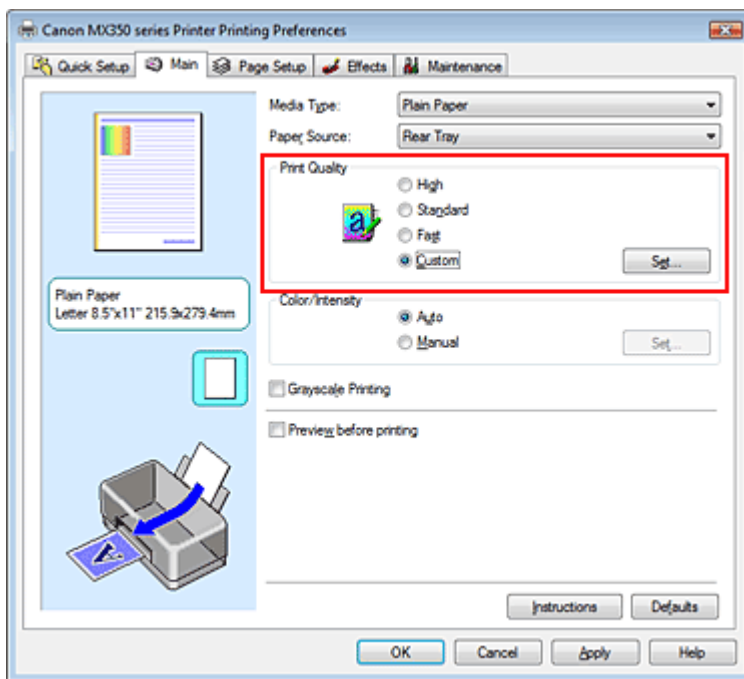 Canon MX350 series Printer Printing Preferences
Quick Setup Main Page Setup Effects Maintenance
Media Type: Plain Paper
Paper Source: Rear Tray
Print Quality
High
a Standard
Fast
Custom Set...
Plain Paper
Letter 8.5"x11" 215.9x279.4mm
Color/Intensity
Auto
Manual Set...
Grayscale Printing
Preview before printing
A
Instructions Defaults
OK Cancel Apply Help